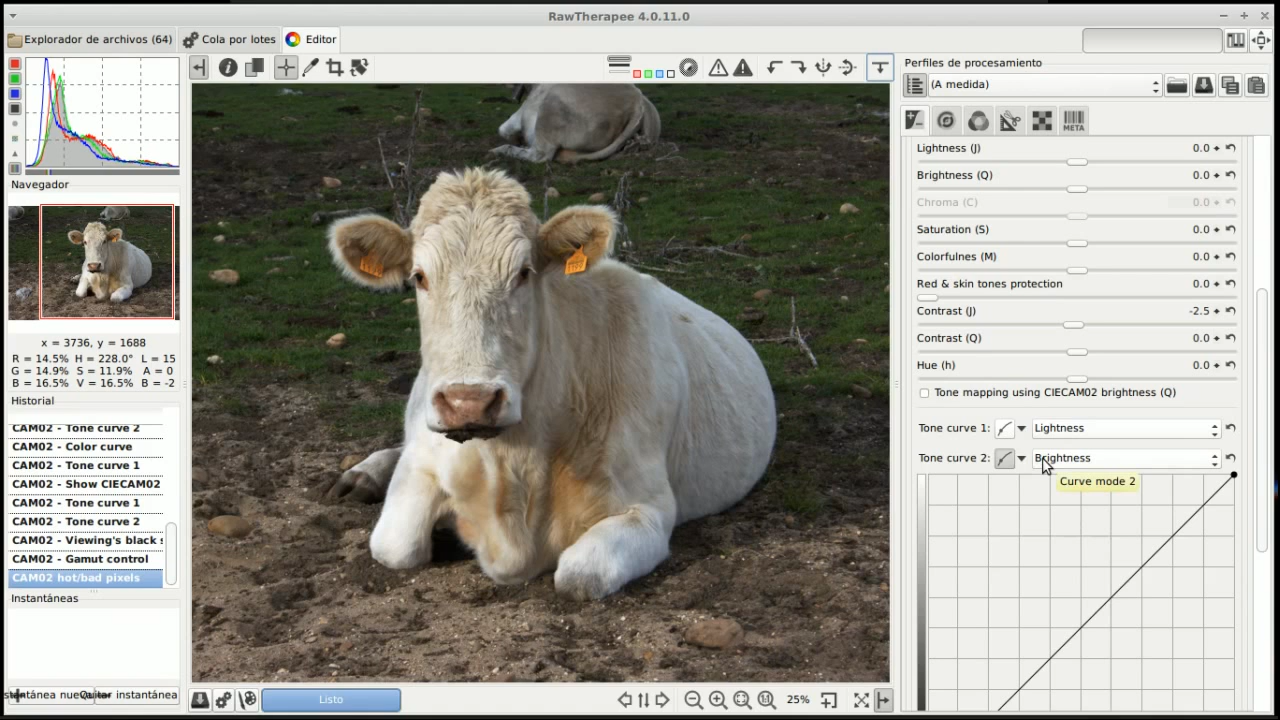 RawTherapee 4.0.11.0
Explorador de archivos (64)
Cola por lotes
Editor
Perfiles de procesamiento
(A medida)
META
Navegador
x = 3736, y = 1688
R = 14.5% H = 228.0° L = 15
G = 14.9% S = 11.9% A = 0
B = 16.5% V = 16.5% B = -2
Historial
CAM02 - Tone curve 2
CAM02 - Color curve
CAM02 - Tone curve 1
CAM02 - Show CIECAM02
CAM02 - Tone curve 1
CAM02 - Tone curve 2
CAM02 - Viewing's black s
CAM02 - Gamut control
CAM02 hot/bad pixels
Instantáneas
Quitar instantánea
Listo
25%
Lightness (J) 0.0
Brightness (Q) 0.0
Chroma (C) 0.0
Saturation (S) 0.0
Colorfulnes (M) 0.0
Red & skin tones protection 0.0
Contrast (J) -2.5
Contrast (Q) 0.0
Hue (h) 0.0
Tone mapping using CIECAM02 brightness (Q)
Tone curve 1: Lightness
Tone curve 2: Brightness
Curve mode 2